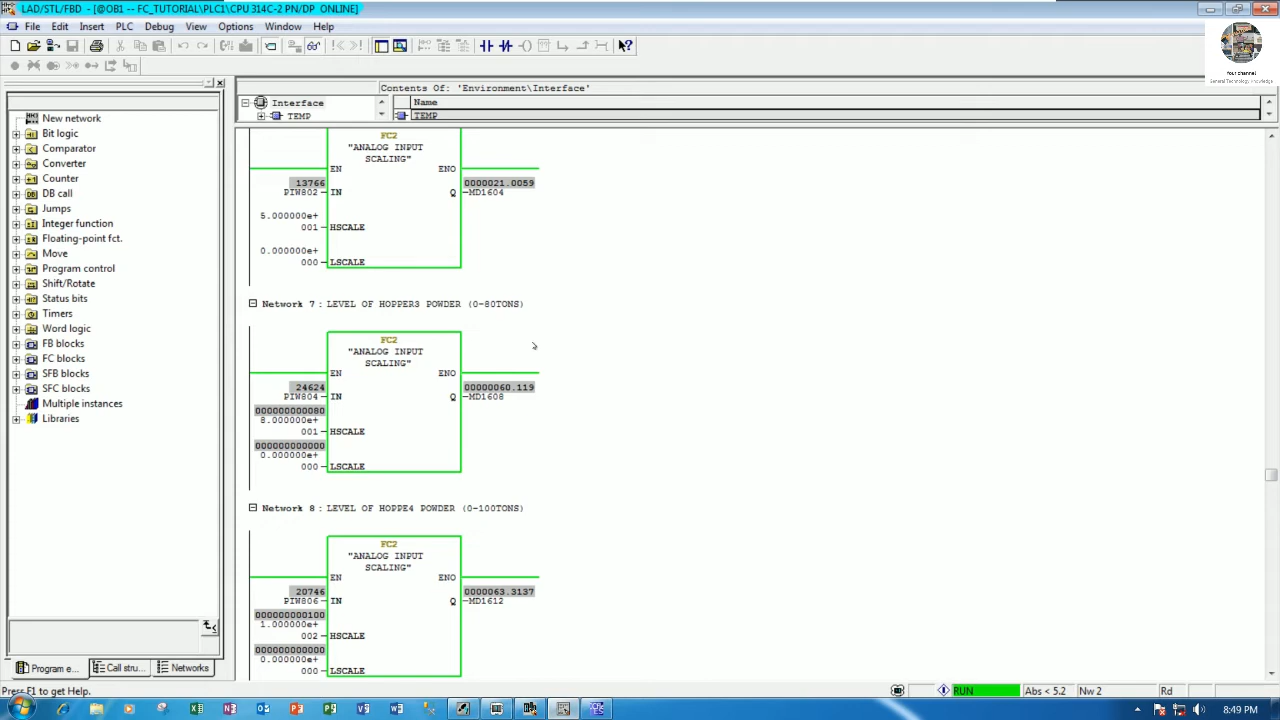 LAD/STL/FBD - [@OB1 -- FC_TUTORIAL\PLC1\CPU 314C-2 PN/DP ONLINE]
File Edit Insert PLC Debug View Options Window Help
Your channel
General Technology knowledge
Contents Of: 'Environment\Interface'
Interface
Name
TEMP
TEMP
New network
Bit logic
Comparator
Converter
Counter
DB call
Jumps
Integer function
Floating-point fct.
Move
Program control
Shift/Rotate
Status bits
Timers
Word logic
FB blocks
FC blocks
SFB blocks
SFC blocks
Multiple instances
Libraries
FC2
"ANALOG INPUT
SCALING"
EN ENO
13766 0000021.0059
PIW802 IN Q MD1604
5.000000e+
001 HSCALE
0.000000e+
000 LSCALE
Network 7 : LEVEL OF HOPPER3 POWDER (0-80TONS)
FC2
"ANALOG INPUT
SCALING"
EN ENO
24624 00000060.119
PIW804 IN Q MD1608
000000000080
8.000000e+
001 HSCALE
000000000000
0.000000e+
000 LSCALE
Network 8 : LEVEL OF HOPPE4 POWDER (0-100TONS)
FC2
"ANALOG INPUT
SCALING"
EN ENO
20746 0000063.3137
PIW806 IN Q MD1612
000000000100
1.000000e+
002 HSCALE
000000000000
0.000000e+
000 LSCALE
Program e... Call stru... Networks
Press F1 to get Help.
RUN Abs < 5.2 Nw 2 Rd
8:49 PM